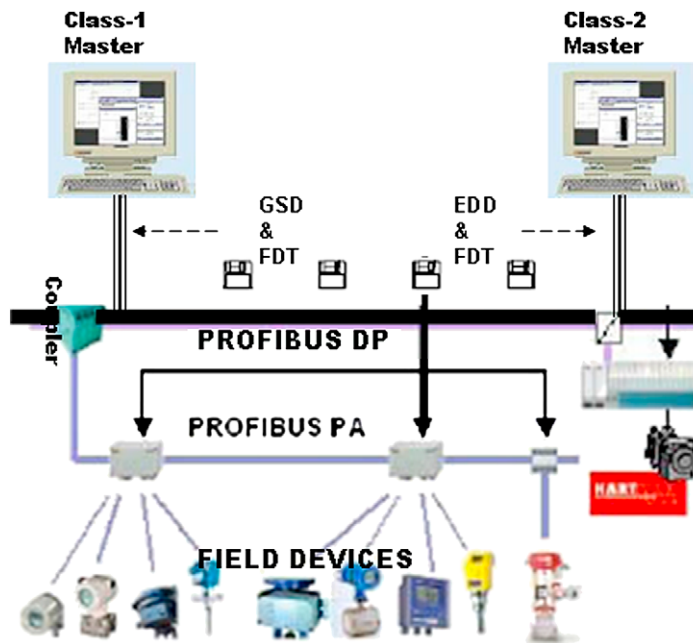 Class-1
Master
Class-2
Master
GSD
&
FDT
EDD
&
FDT
Coupler
PROFIBUS DP
PROFIBUS PA
HART
FIELD DEVICES